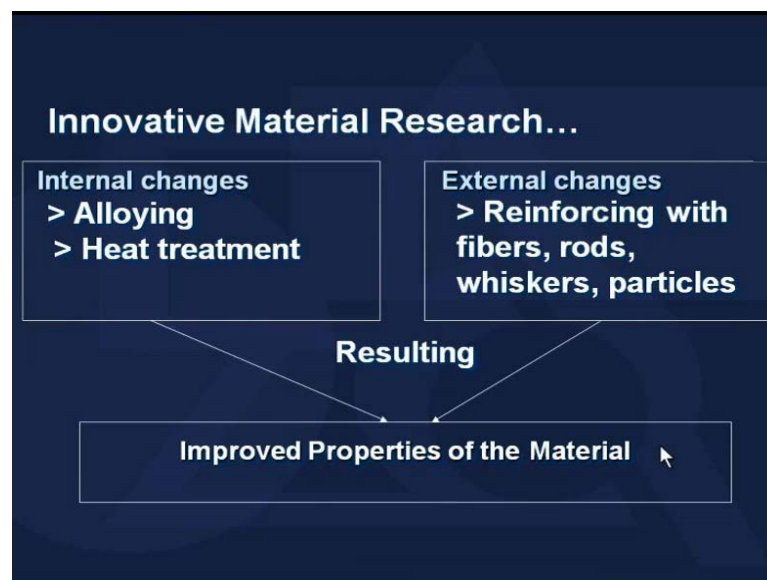 Innovative Material Research…
Internal changes
> Alloying
> Heat treatment
External changes
> Reinforcing with
fibers, rods,
whiskers, particles
Resulting
Improved Properties of the Material